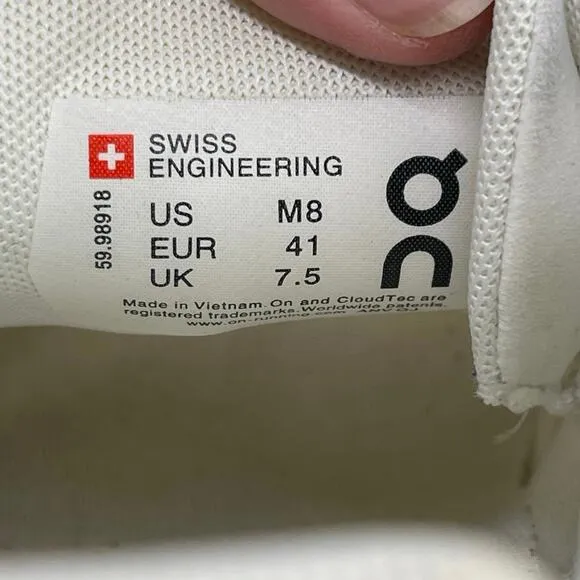 SWISS
ENGINEERING
US M8
EUR 41
UK 7.5
59.98918
Made in Vietnam. On and CloudTec are
registered trademarks. Worldwide patents.
www.on-running.com
On